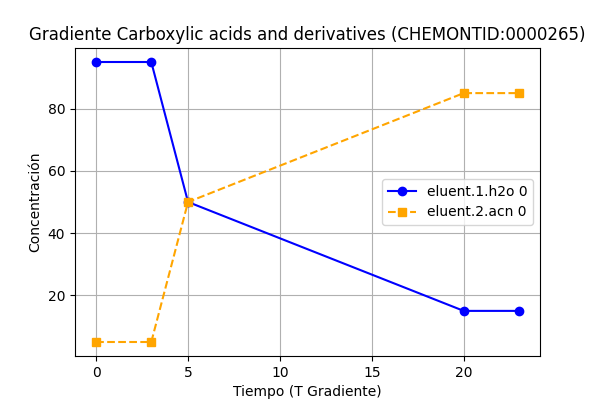 Gradiente Carboxylic acids and derivatives (CHEMONTID:0000265)
Concentración
80
60
40
20
eluent.1.h2o 0
eluent.2.acn 0
0 5 10 15 20
Tiempo (T Gradiente)